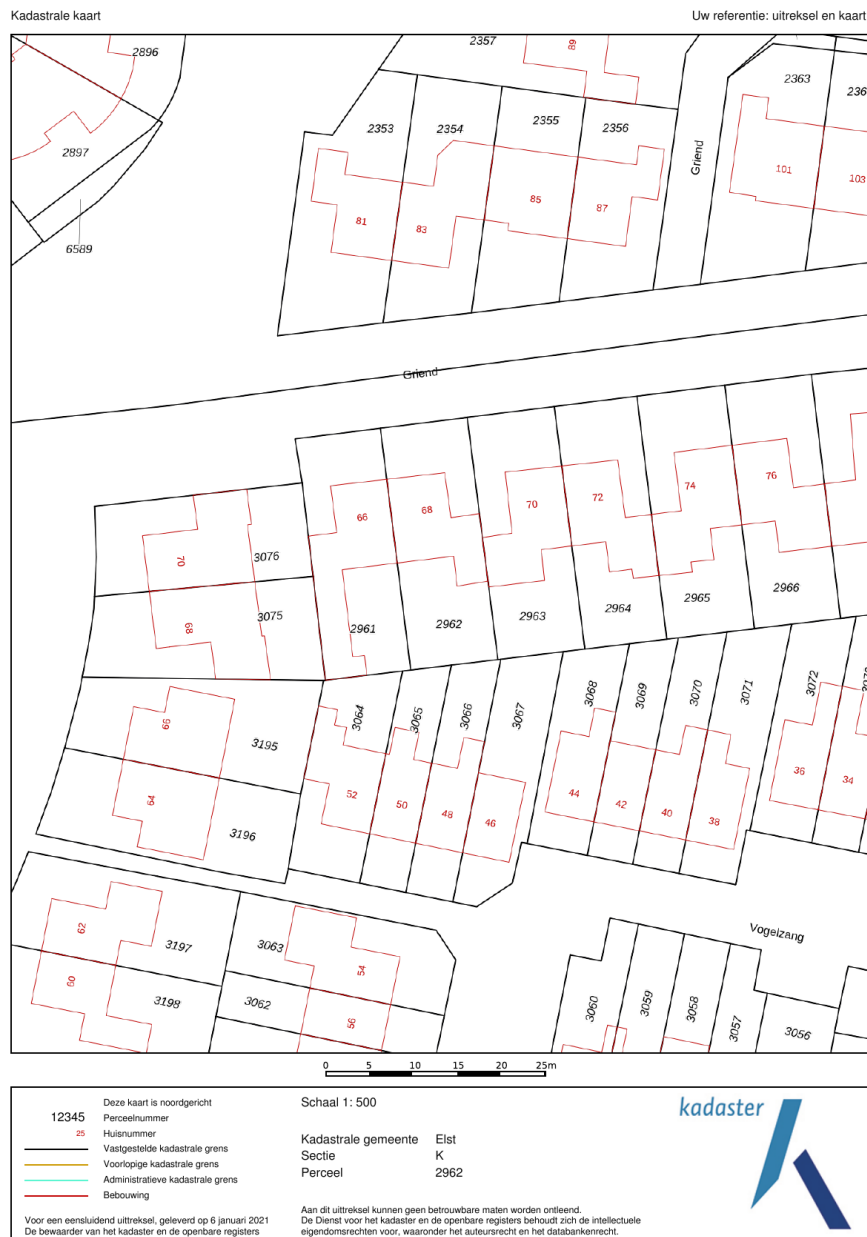 Kadastrale kaart
Uw referentie: uitreksel en kaart
2896
2357
89
2363
2897
2353
2354
2355
2356
Griend
101
103
81
83
85
87
6589
Griend
66
68
70
72
74
76
70
3076
68
3075
2961
2962
2963
2964
2965
2966
3064
3065
3066
3067
3068
3069
3070
3071
3072
3195
52
50
48
46
44
42
40
38
36
34
64
3196
62
3197
3063
54
Vogelzang
60
3198
3062
56
3060
3059
3058
3057
3056
0 5 10 15 20 25m
Deze kaart is noordgericht
12345 Perceelnummer
25 Huisnummer
Vastgestelde kadastrale grens
Voorlopige kadastrale grens
Administratieve kadastrale grens
Bebouwing
Voor een eensluidend uittreksel, geleverd op 6 januari 2021
De bewaarder van het kadaster en de openbare registers
Schaal 1: 500
Kadastrale gemeente Elst
Sectie K
Perceel 2962
Aan dit uittreksel kunnen geen betrouwbare maten worden ontleend.
De Dienst voor het kadaster en de openbare registers behoudt zich de intellectuele
eigendomsrechten voor, waaronder het auteursrecht en het databankenrecht.
kadaster